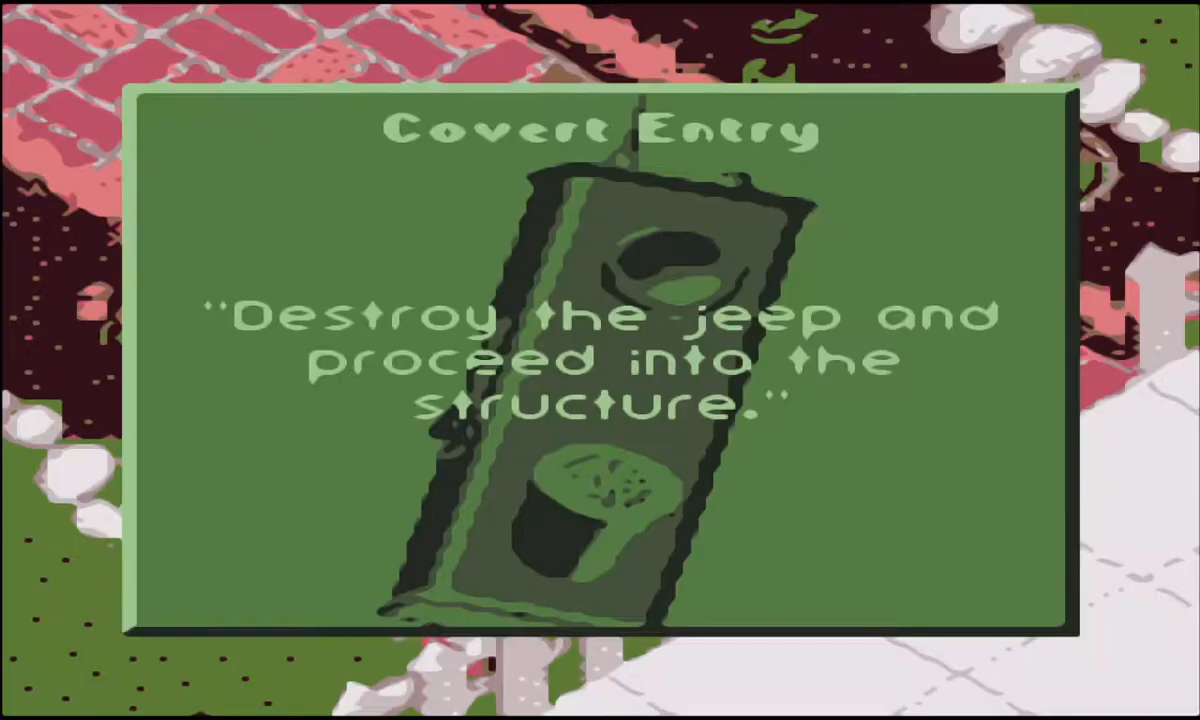 Covert Entry
"Destroy the jeep and
proceed into the
structure."